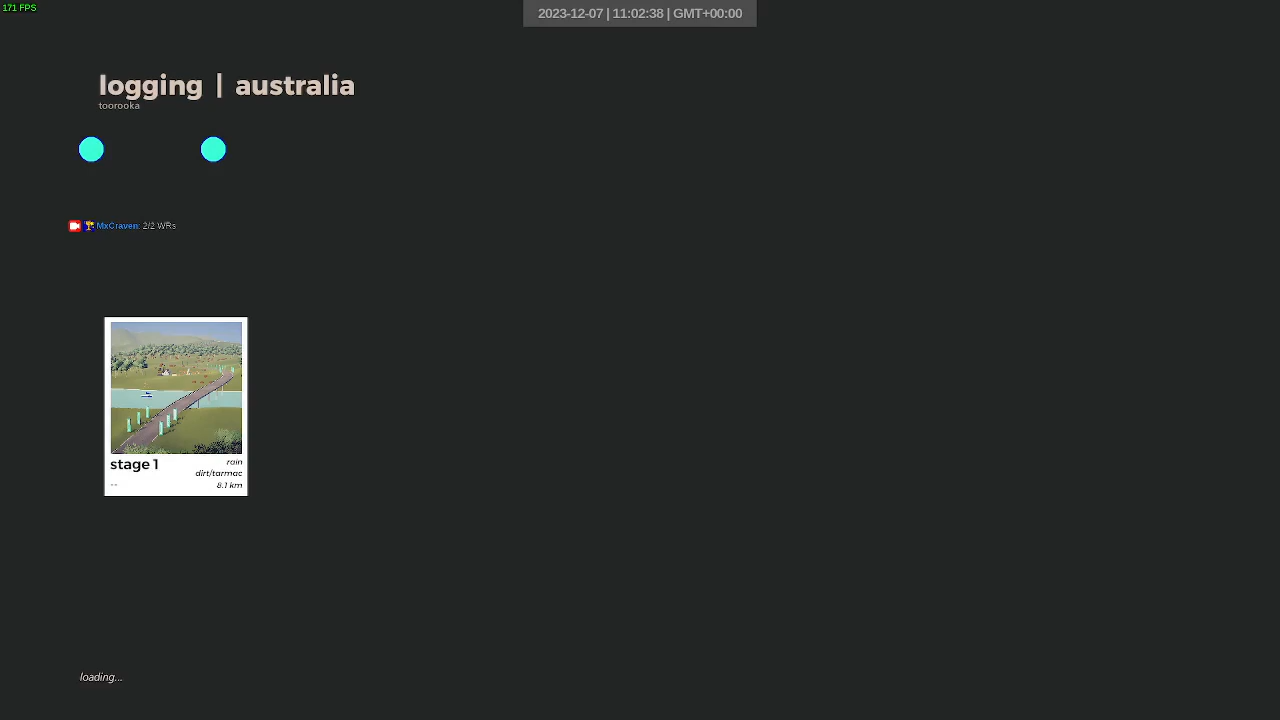 171 FPS
2023-12-07 | 11:02:38 | GMT+00:00
logging | australia
toorooka
MxCraven: 2/2 WRs
stage 1
rain
dirt/tarmac
-- 8.1 km
loading...